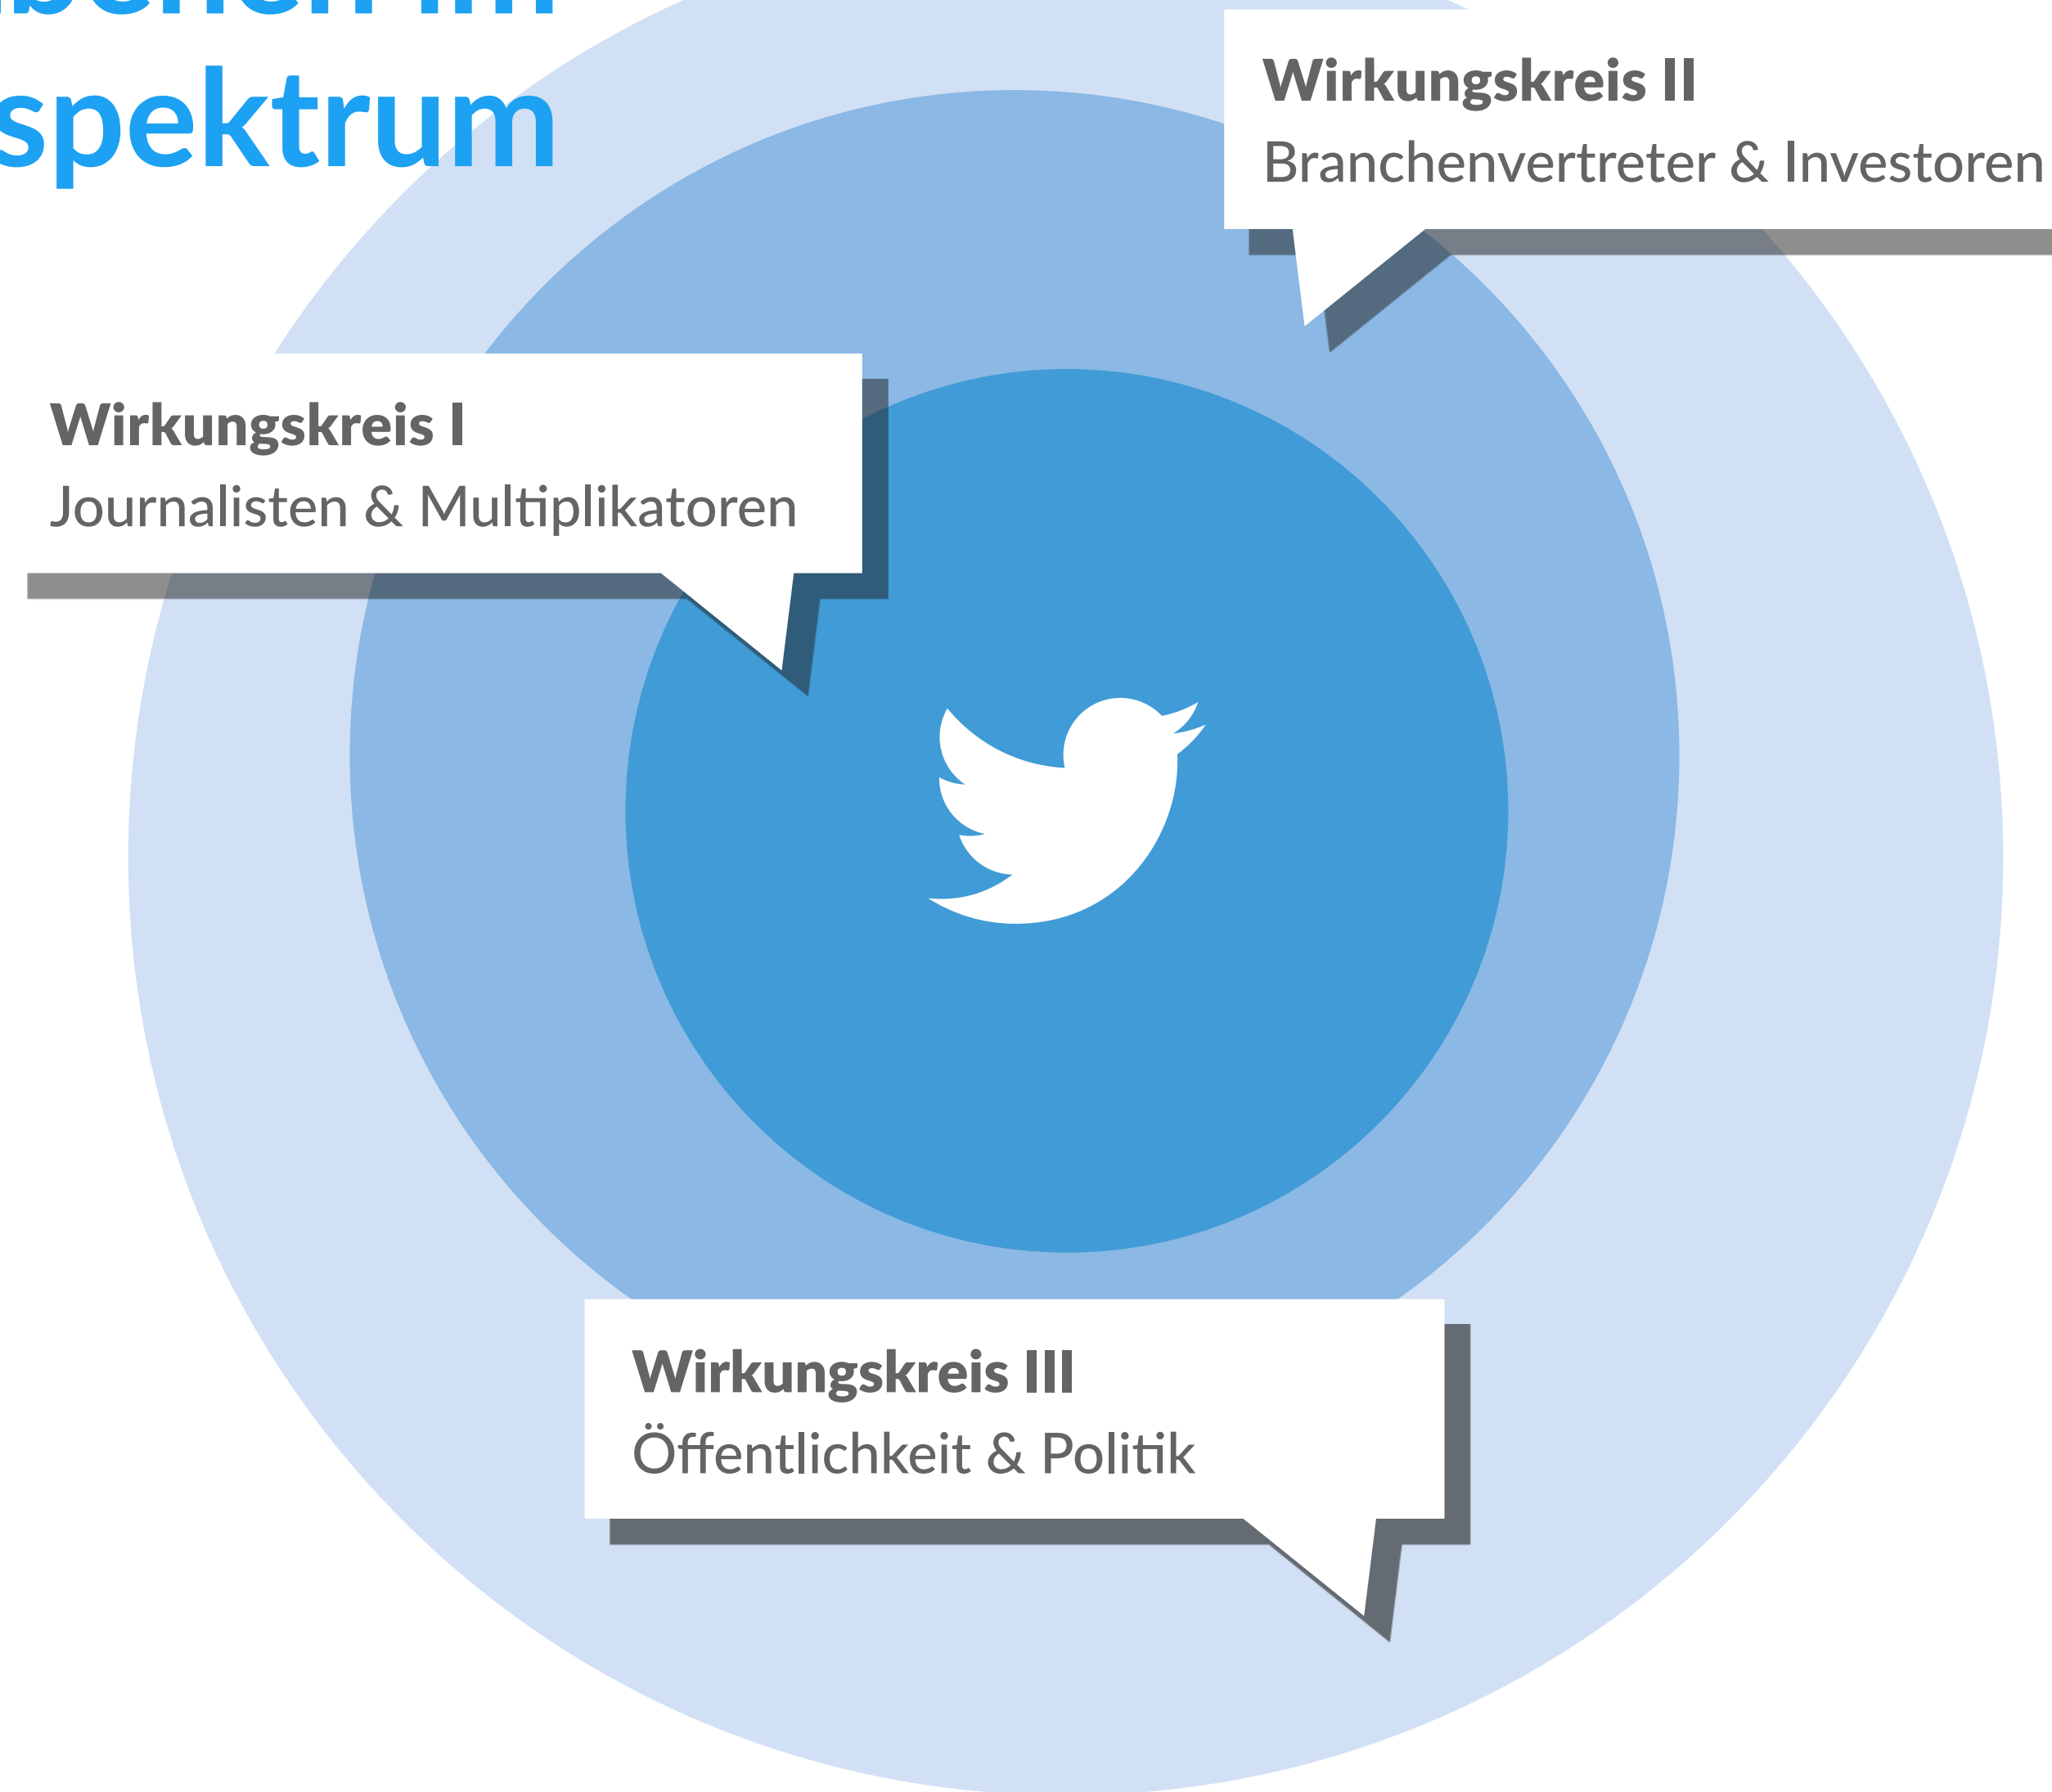 spektrum
Wirkungskreis II
Branchenvertreter & Investoren
Wirkungskreis I
Journalisten & Multiplikatoren
Wirkungskreis III
Öffentlichkeit & Politik